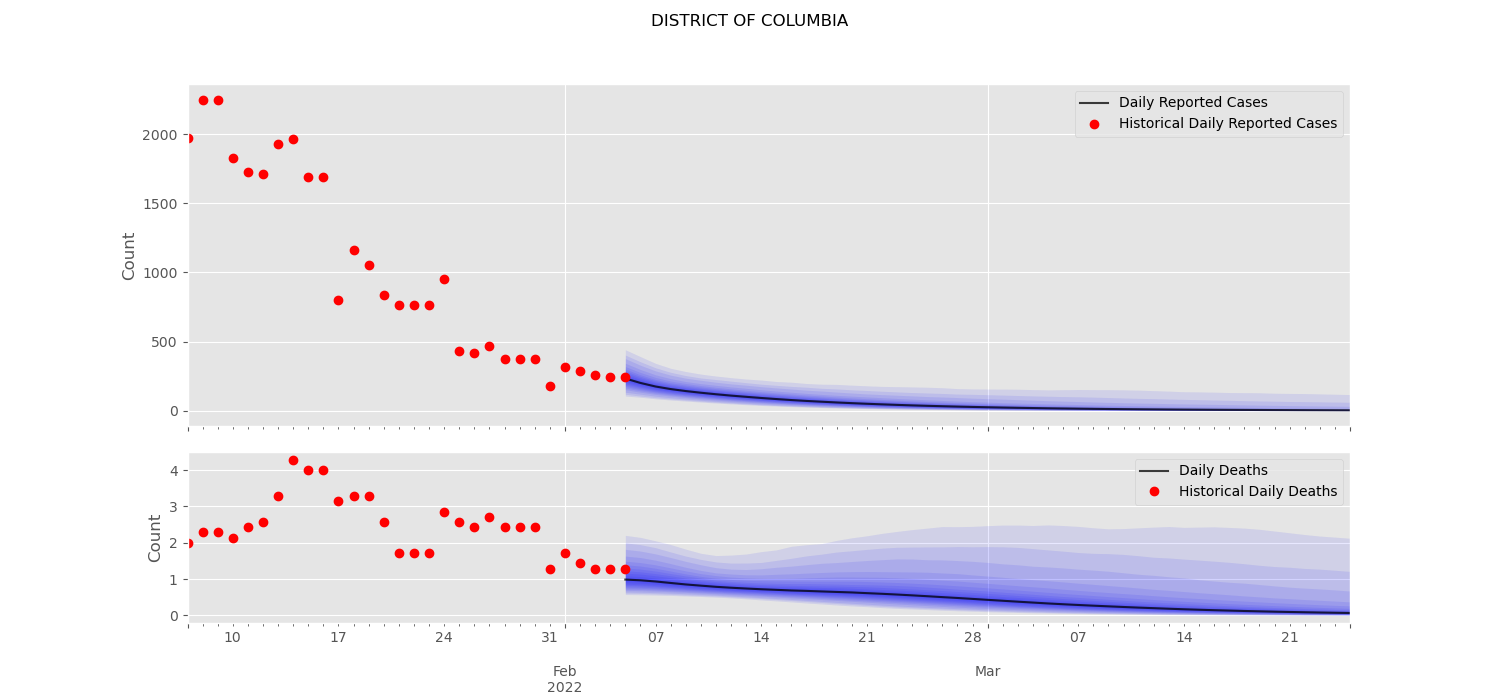 DISTRICT OF COLUMBIA
Daily Reported Cases
Historical Daily Reported Cases
2000
1500
1000
500
0
Count
Daily Deaths
Historical Daily Deaths
4
3
2
1
0
Count
10 17 24 31 07 14 21 28 07 14 21
Feb Mar
2022